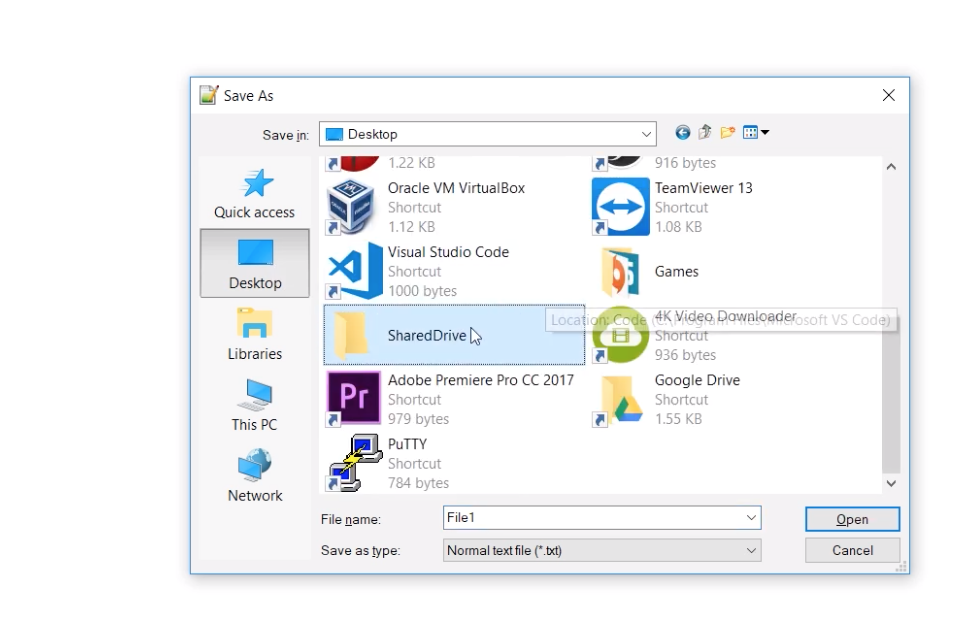 Save As
Save in:
Desktop
Quick access
Desktop
Libraries
This PC
Network
1.22 KB
916 bytes
Oracle VM VirtualBox
Shortcut
1.12 KB
TeamViewer 13
Shortcut
1.08 KB
Visual Studio Code
Shortcut
1000 bytes
Games
SharedDrive
Location: Code (C:\Program Files\Microsoft VS Code)
4K Video Downloader
Shortcut
936 bytes
Pr
Adobe Premiere Pro CC 2017
Shortcut
979 bytes
Google Drive
Shortcut
1.55 KB
PuTTY
Shortcut
784 bytes
File name:
File1
Open
Save as type:
Normal text file (*.txt)
Cancel